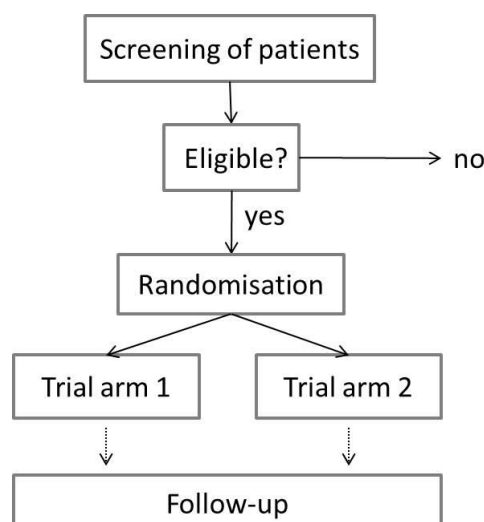 Screening of patients
Eligible?
no
yes
Randomisation
Trial arm 1
Trial arm 2
Follow-up